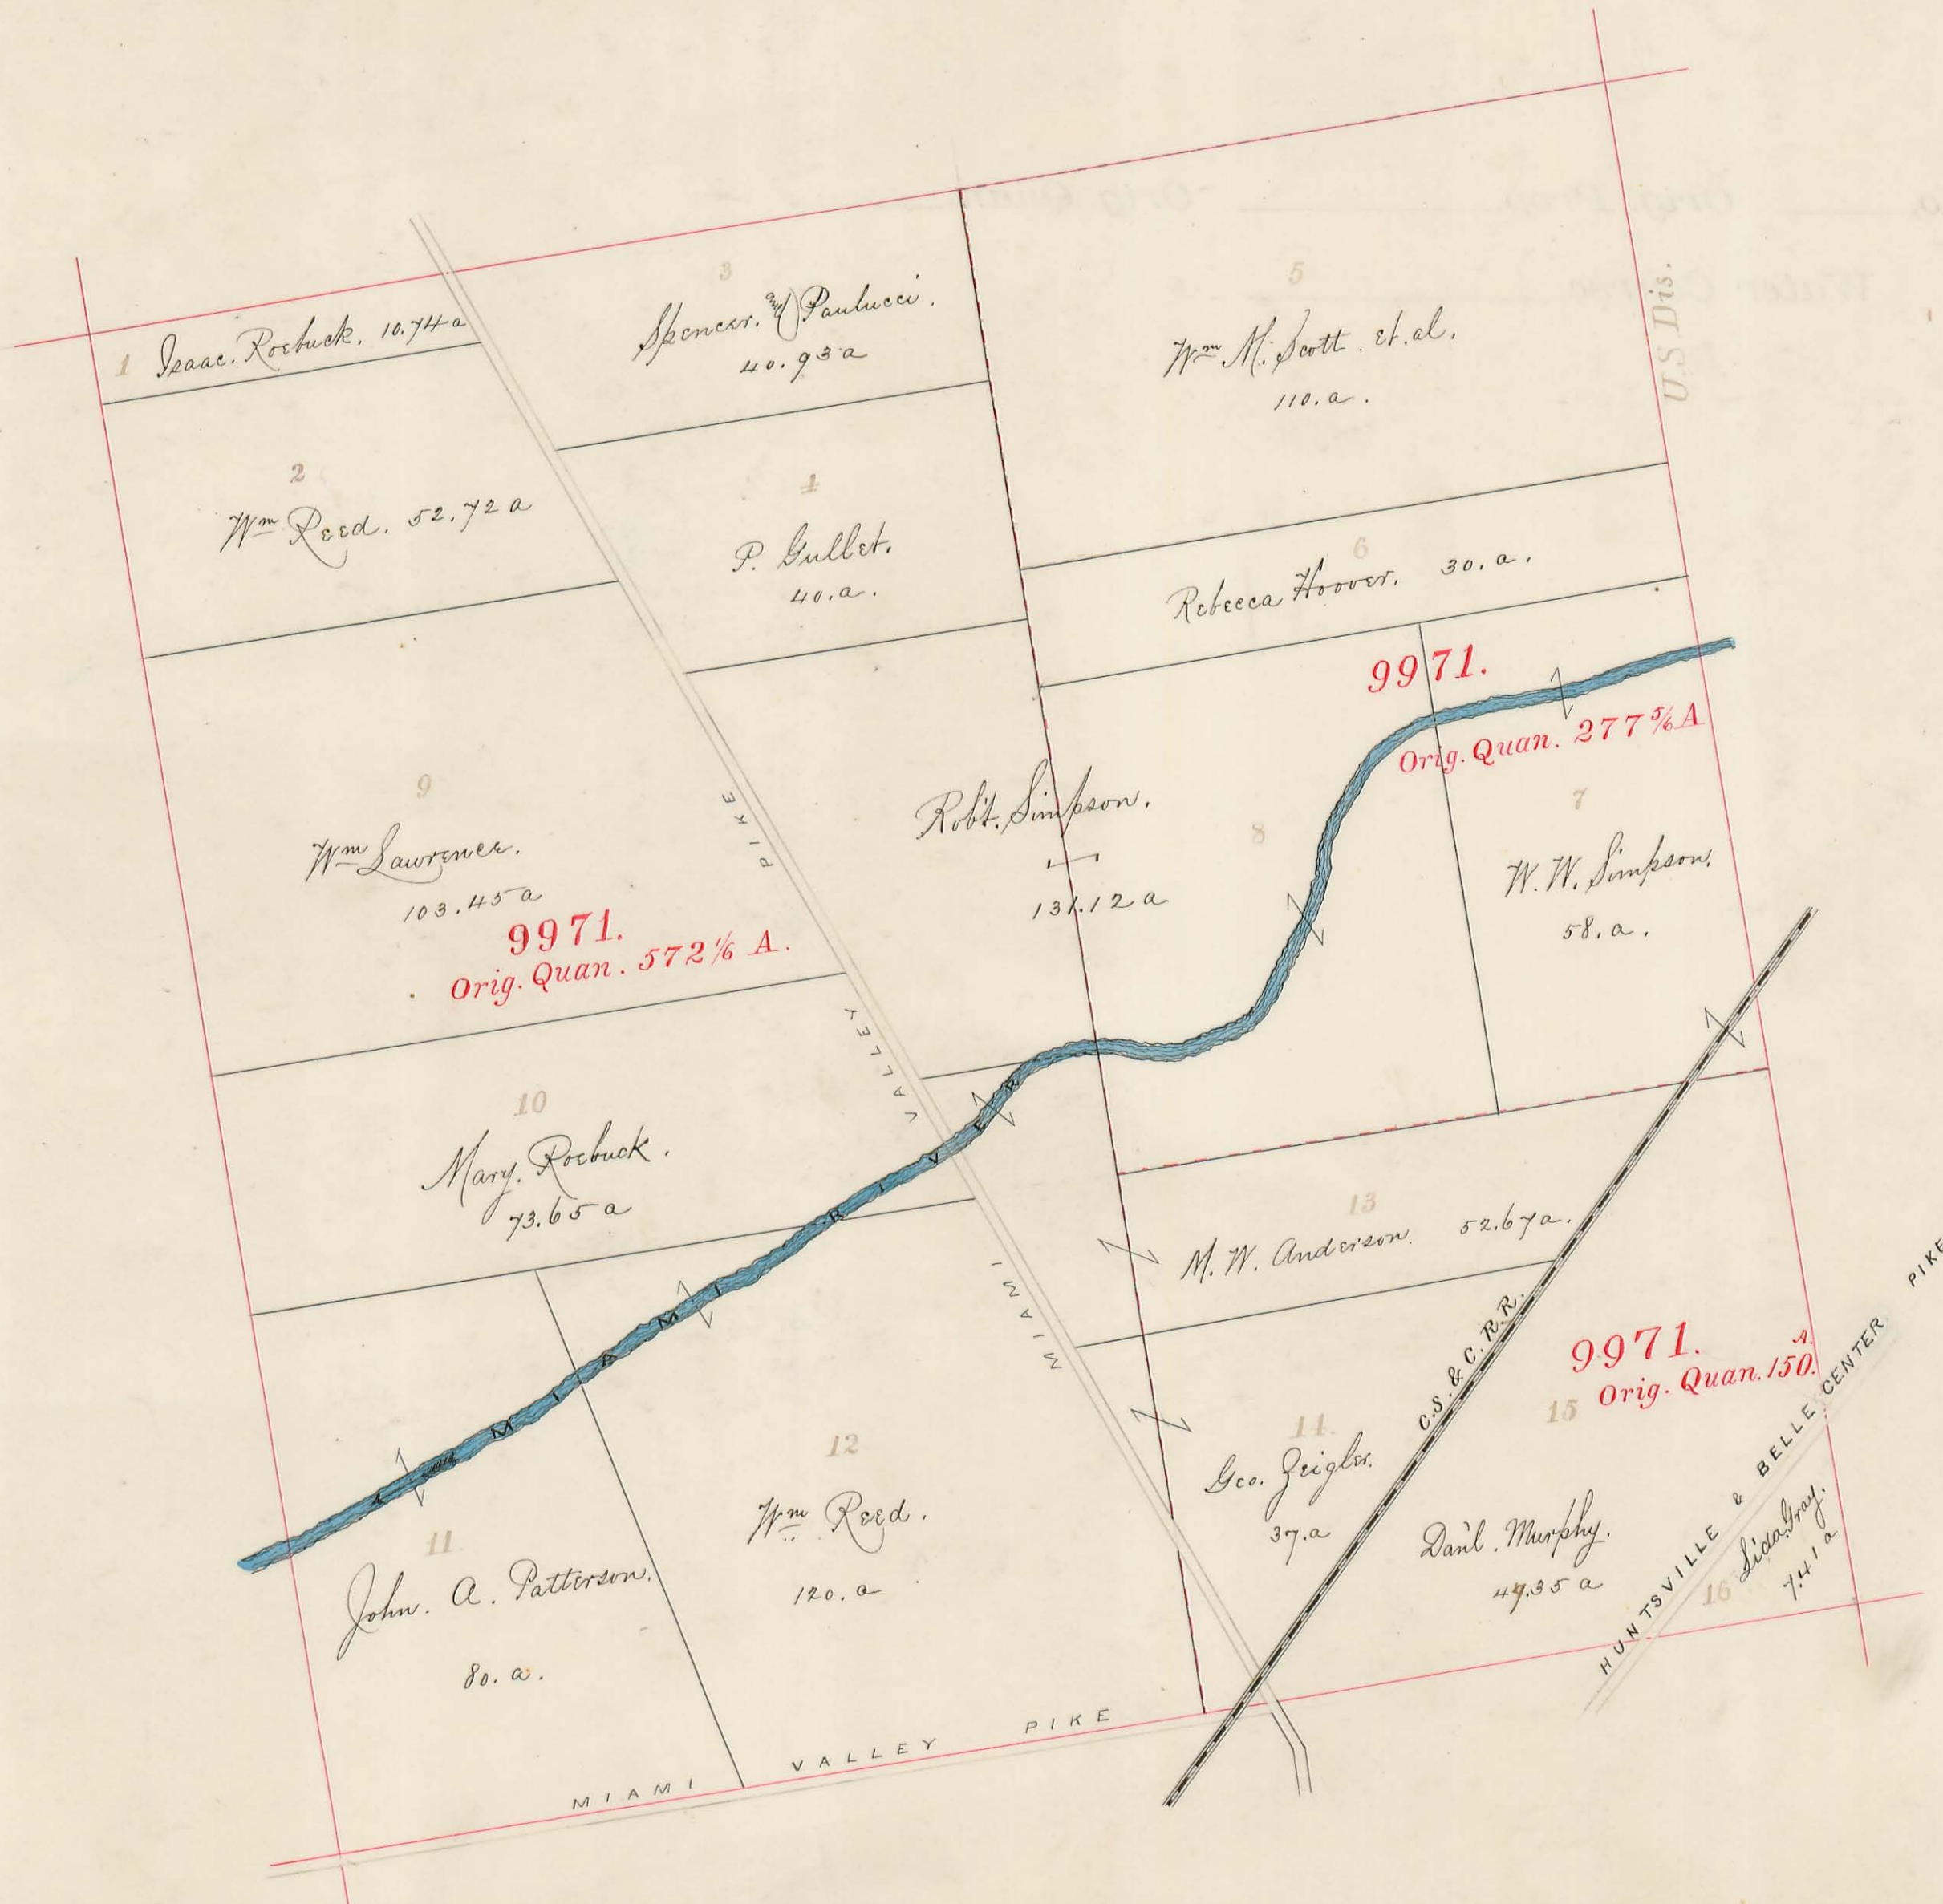 1 Isaac. Roebuck. 10.74 a
2
Wm Reed. 52.72 a
3
Spencer. and Paulucci.
40.93 a
4
P. Gullet.
40. a.
5
Wm M. Scott. et. al.
110. a.
U.S Dis.
6
Rebecca Hoover. 30. a.
9971.
Orig. Quan. 277 5/6 A
7
W. W. Simpson.
58. a.
8
Rob't. Simpson.
131.12 a
9
Wm Lawrence.
103.45 a
9971.
Orig. Quan. 572 1/6 A.
10
Mary. Roebuck.
73.65 a
MIAMI VALLEY PIKE
MIAMI RIVER
11
John. A. Patterson.
80. a.
12
Wm Reed.
120. a
13
M. W. Anderson. 52.67 a.
14.
Geo. Zeigler.
37. a
C.S. & C. R.R.
9971.
Orig. Quan. 150. A.
15
Dan'l. Murphy.
47.35 a
16
Lida Gray.
7.41 a
HUNTSVILLE & BELLE CENTER PIKE
MIAMI VALLEY PIKE